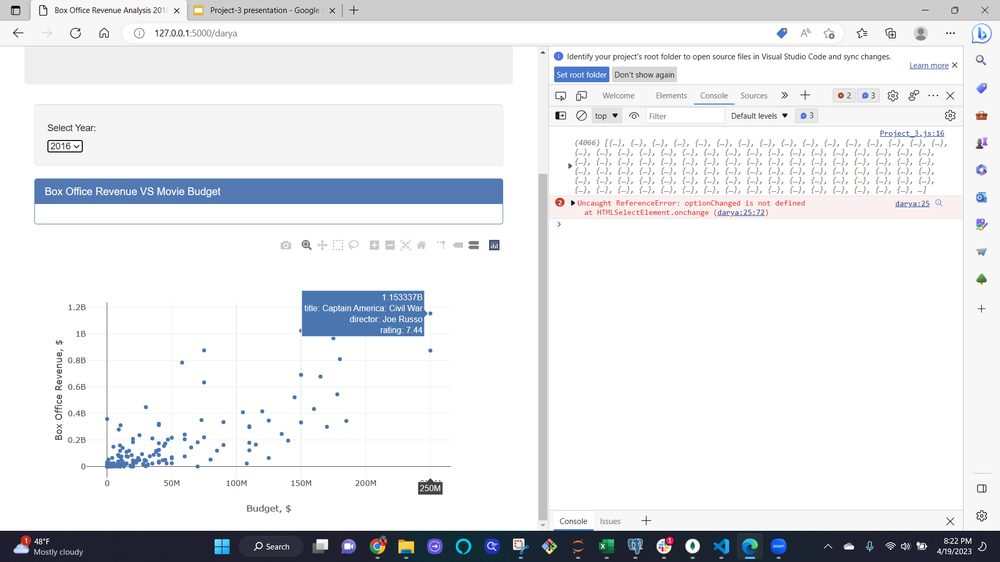 Box Office Revenue Analysis 201
Project-3 presentation - Google S
127.0.0.1:5000/darya
Select Year:
2016
Box Office Revenue VS Movie Budget
1.153337B
title: Captain America: Civil War
director: Joe Russo
rating: 7.44
1.2B
1B
0.8B
0.6B
0.4B
0.2B
0
Box Office Revenue, $
0
50M
100M
150M
200M
250M
Budget, $
Identify your project's root folder to open source files in Visual Studio Code and sync changes.
Learn more
Set root folder
Don't show again
Welcome
Elements
Console
Sources
2
3
top
Filter
Default levels
3
Project_3.js:16
(4066) [{…}, {…}, {…}, {…}, {…}, {…}, {…}, {…}, {…}, {…}, {…}, {…}, {…}, {…}, {…}, {…},
{…}, {…}, {…}, {…}, {…}, {…}, {…}, {…}, {…}, {…}, {…}, {…}, {…}, {…}, {…}, {…}, {…},
{…}, {…}, {…}, {…}, {…}, {…}, {…}, {…}, {…}, {…}, {…}, {…}, {…}, {…}, {…}, {…}, {…},
{…}, {…}, {…}, {…}, {…}, {…}, {…}, {…}, {…}, {…}, {…}, {…}, {…}, {…}, {…}, {…}, {…},
{…}, {…}, {…}, {…}, {…}, {…}, {…}, {…}, {…}, {…}, {…}, {…}, {…}, {…}, {…}, {…}, {…},
{…}, {…}, {…}, {…}, {…}, {…}, {…}, {…}, {…}, {…}, {…}, {…}, {…}, {…}, {…}, {…}, …]
2
Uncaught ReferenceError: optionChanged is not defined
darya:25
at HTMLSelectElement.onchange (darya:25:72)
Console
Issues
1
48°F
Mostly cloudy
Search
1
zoom
8:22 PM
4/19/2023